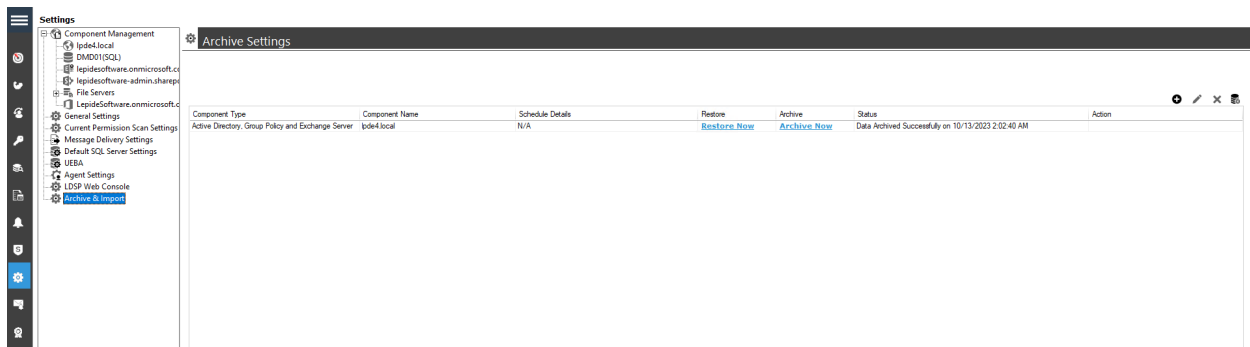 Settings
Component Management
lpde4.local
DMD01(SQL)
lepidesoftware.onmicrosoft.co
lepidesoftware-admin.sharepo
File Servers
LepideSoftware.onmicrosoft.c
General Settings
Current Permission Scan Settings
Message Delivery Settings
Default SQL Server Settings
UEBA
Agent Settings
LDSP Web Console
Archive & Import
Archive Settings
Component Type Component Name Schedule Details Restore Archive Status Action
Active Directory, Group Policy and Exchange Server lpde4.local N/A Restore Now Archive Now Data Archived Successfully on 10/13/2023 2:02:40 AM